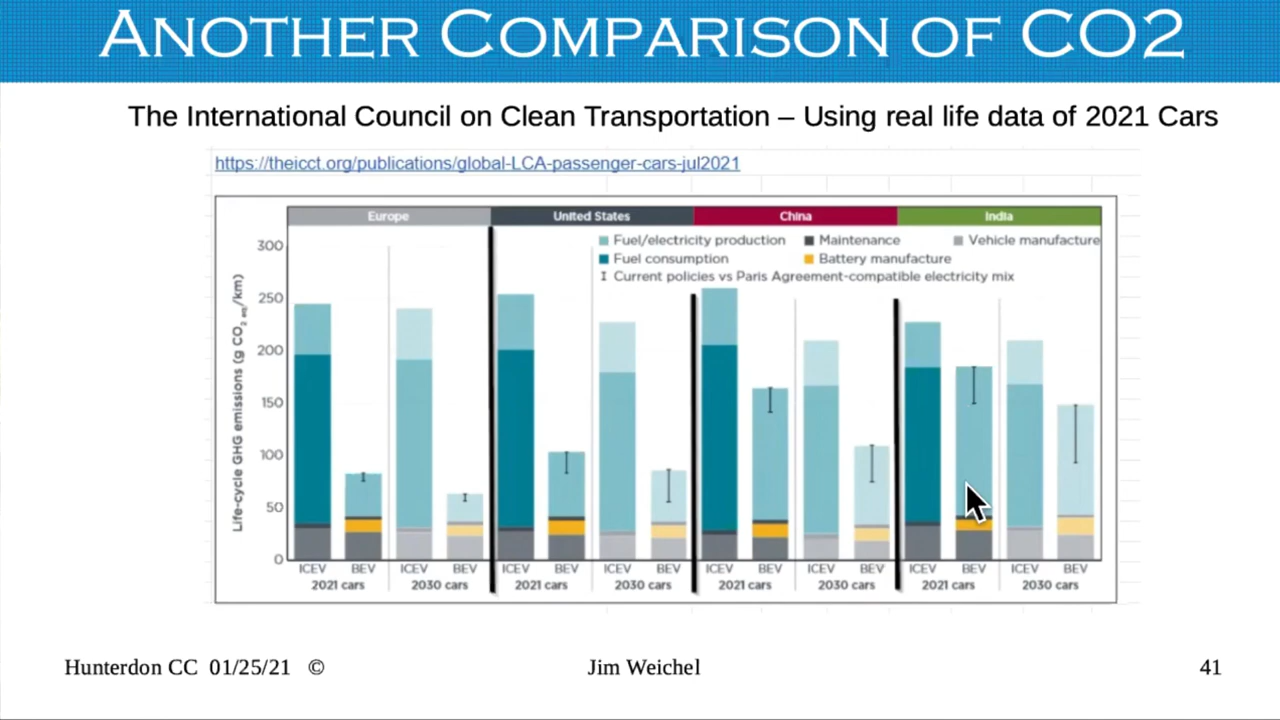 ANOTHER COMPARISON OF CO2
The International Council on Clean Transportation – Using real life data of 2021 Cars
https://theicct.org/publications/global-LCA-passenger-cars-jul2021
Europe United States China India
Fuel/electricity production Maintenance Vehicle manufacture
Fuel consumption Battery manufacture
Current policies vs Paris Agreement-compatible electricity mix
Life-cycle GHG emissions (g CO2 eq/km)
300
250
200
150
100
50
0
ICEV BEV ICEV BEV ICEV BEV ICEV BEV ICEV BEV ICEV BEV ICEV BEV ICEV BEV
2021 cars 2030 cars 2021 cars 2030 cars 2021 cars 2030 cars 2021 cars 2030 cars
Hunterdon CC 01/25/21 © Jim Weichel 41